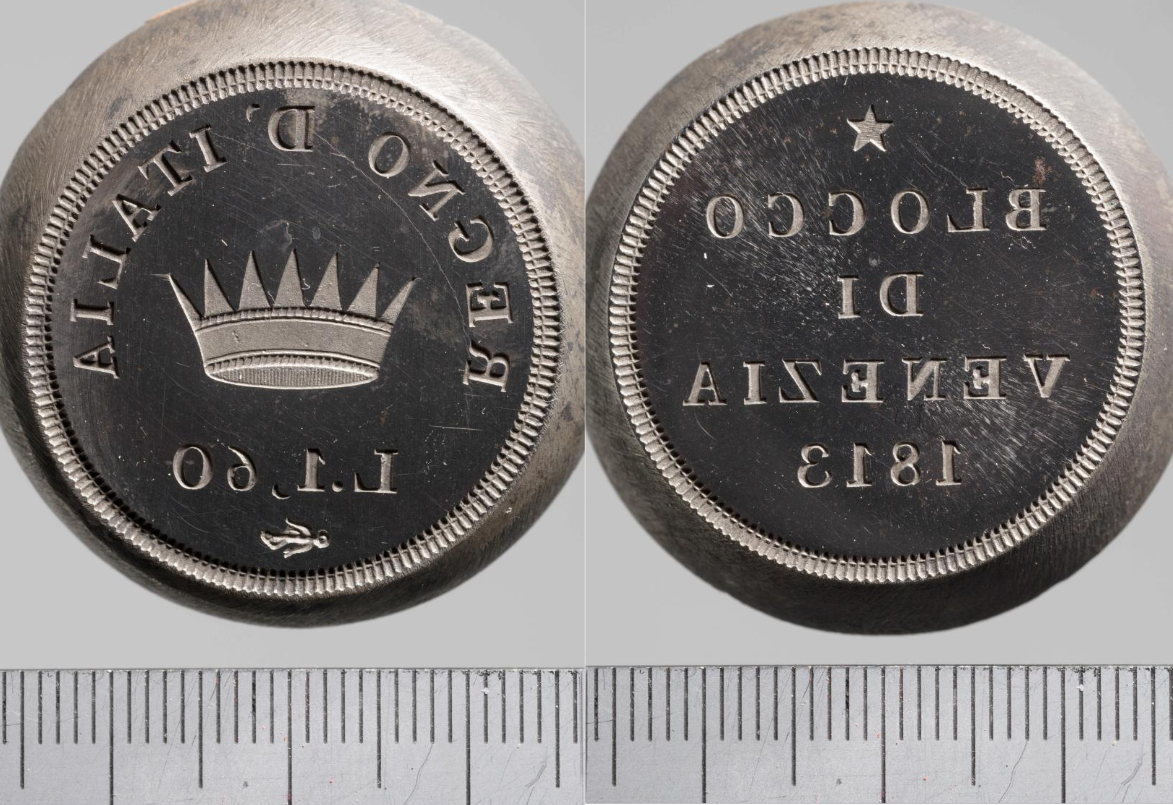 REGNO D'ITALIA
L.1,60
BLOCCO
DI
VENEZIA
1813